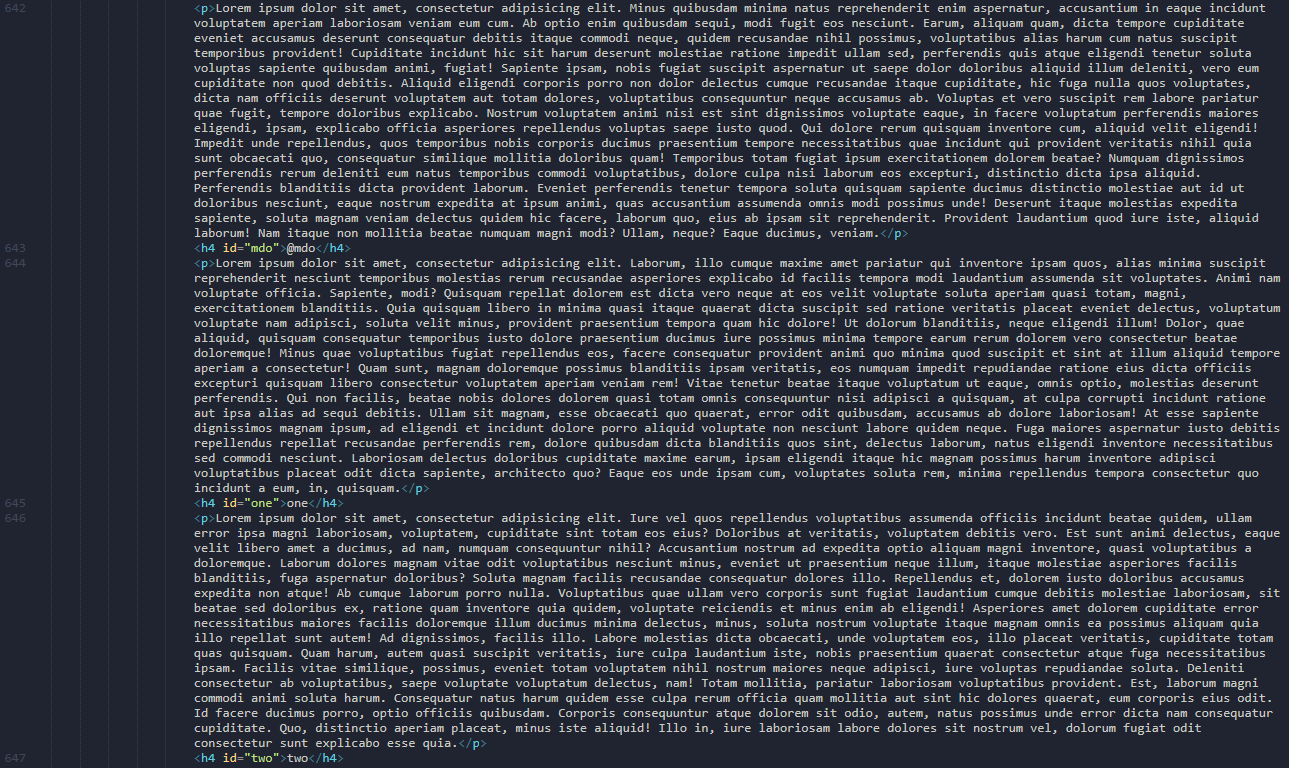 642 <p>Lorem ipsum dolor sit amet, consectetur adipisicing elit. Minus quibusdam minima natus reprehenderit enim aspernatur, accusantium in eaque incidunt
voluptatem aperiam laboriosam veniam eum cum. Ab optio enim quibusdam sequi, modi fugit eos nesciunt. Earum, aliquam quam, dicta tempore cupiditate
eveniet accusamus deserunt consequatur debitis itaque commodi neque, quidem recusandae nihil possimus, voluptatibus alias harum cum natus suscipit
temporibus provident! Cupiditate incidunt hic sit harum deserunt molestiae ratione impedit ullam sed, perferendis quis atque eligendi tenetur soluta
voluptas sapiente quibusdam animi, fugiat! Sapiente ipsam, nobis fugiat suscipit aspernatur ut saepe dolor doloribus aliquid illum deleniti, vero eum
cupiditate non quod debitis. Aliquid eligendi corporis porro non dolor delectus cumque recusandae itaque cupiditate, hic fuga nulla quos voluptates,
dicta nam officiis deserunt voluptatem aut totam dolores, voluptatibus consequuntur neque accusamus ab. Voluptas et vero suscipit rem labore pariatur
quae fugit, tempore doloribus explicabo. Nostrum voluptatem animi nisi est sint dignissimos voluptate eaque, in facere voluptatum perferendis maiores
eligendi, ipsam, explicabo officia asperiores repellendus voluptas saepe iusto quod. Qui dolore rerum quisquam inventore cum, aliquid velit eligendi!
Impedit unde repellendus, quos temporibus nobis corporis ducimus praesentium tempore necessitatibus quae incidunt qui provident veritatis nihil quia
sunt obcaecati quo, consequatur similique mollitia doloribus quam! Temporibus totam fugiat ipsum exercitationem dolorem beatae? Numquam dignissimos
perferendis rerum deleniti eum natus temporibus commodi voluptatibus, dolore culpa nisi laborum eos excepturi, distinctio dicta ipsa aliquid.
Perferendis blanditiis dicta provident laborum. Eveniet perferendis tenetur tempora soluta quisquam sapiente ducimus distinctio molestiae aut id ut
doloribus nesciunt, eaque nostrum expedita at ipsum animi, quas accusantium assumenda omnis modi possimus unde! Deserunt itaque molestias expedita
sapiente, soluta magnam veniam delectus quidem hic facere, laborum quo, eius ab ipsam sit reprehenderit. Provident laudantium quod iure iste, aliquid
laborum! Nam itaque non mollitia beatae numquam magni modi? Ullam, neque? Eaque ducimus, veniam.</p>
643 <h4 id="mdo">@mdo</h4>
644 <p>Lorem ipsum dolor sit amet, consectetur adipisicing elit. Laborum, illo cumque maxime amet pariatur qui inventore ipsam quos, alias minima suscipit
reprehenderit nesciunt temporibus molestias rerum recusandae asperiores explicabo id facilis tempora modi laudantium assumenda sit voluptates. Animi nam
voluptate officia. Sapiente, modi? Quisquam repellat dolorem est dicta vero neque at eos velit voluptate soluta aperiam quasi totam, magni,
exercitationem blanditiis. Quia quisquam libero in minima quasi itaque quaerat dicta suscipit sed ratione veritatis placeat eveniet delectus, voluptatum
voluptate nam adipisci, soluta velit minus, provident praesentium tempora quam hic dolore! Ut dolorum blanditiis, neque eligendi illum! Dolor, quae
aliquid, quisquam consequatur temporibus iusto dolore praesentium ducimus iure possimus minima tempore earum rerum dolorem vero consectetur beatae
doloremque! Minus quae voluptatibus fugiat repellendus eos, facere consequatur provident animi quo minima quod suscipit et sint at illum aliquid tempore
aperiam a consectetur! Quam sunt, magnam doloremque possimus blanditiis ipsam veritatis, eos numquam impedit repudiandae ratione eius dicta officiis
excepturi quisquam libero consectetur voluptatem aperiam veniam rem! Vitae tenetur beatae itaque voluptatum ut eaque, omnis optio, molestias deserunt
perferendis. Qui non facilis, beatae nobis dolores dolorem quasi totam omnis consequuntur nisi adipisci a quisquam, at culpa corrupti incidunt ratione
aut ipsa alias ad sequi debitis. Ullam sit magnam, esse obcaecati quo quaerat, error odit quibusdam, accusamus ab dolore laboriosam! At esse sapiente
dignissimos magnam ipsum, ad eligendi et incidunt dolore porro aliquid voluptate non nesciunt labore quidem neque. Fuga maiores aspernatur iusto debitis
repellendus repellat recusandae perferendis rem, dolore quibusdam dicta blanditiis quos sint, delectus laborum, natus eligendi inventore necessitatibus
sed commodi nesciunt. Laboriosam delectus doloribus cupiditate maxime earum, ipsam eligendi itaque hic magnam possimus harum inventore adipisci
voluptatibus placeat odit dicta sapiente, architecto quo? Eaque eos unde ipsam cum, voluptates soluta rem, minima repellendus tempora consectetur quo
incidunt a eum, in, quisquam.</p>
645 <h4 id="one">one</h4>
646 <p>Lorem ipsum dolor sit amet, consectetur adipisicing elit. Iure vel quos repellendus voluptatibus assumenda officiis incidunt beatae quidem, ullam
error ipsa magni laboriosam, voluptatem, cupiditate sint totam eos eius? Doloribus at veritatis, voluptatem debitis vero. Est sunt animi delectus, eaque
velit libero amet a ducimus, ad nam, numquam consequuntur nihil? Accusantium nostrum ad expedita optio aliquam magni inventore, quasi voluptatibus a
doloremque. Laborum dolores magnam vitae odit voluptatibus nesciunt minus, eveniet ut praesentium neque illum, itaque molestiae asperiores facilis
blanditiis, fuga aspernatur doloribus? Soluta magnam facilis recusandae consequatur dolores illo. Repellendus et, dolorem iusto doloribus accusamus
expedita non atque! Ab cumque laborum porro nulla. Voluptatibus quae ullam vero corporis sunt fugiat laudantium cumque debitis molestiae laboriosam, sit
beatae sed doloribus ex, ratione quam inventore quia quidem, voluptate reiciendis et minus enim ab eligendi! Asperiores amet dolorem cupiditate error
necessitatibus maiores facilis doloremque illum ducimus minima delectus, minus, soluta nostrum voluptate itaque magnam omnis ea possimus aliquam quia
illo repellat sunt autem! Ad dignissimos, facilis illo. Labore molestias dicta obcaecati, unde voluptatem eos, illo placeat veritatis, cupiditate totam
quas quisquam. Quam harum, autem quasi suscipit veritatis, iure culpa laudantium iste, nobis praesentium quaerat consectetur atque fuga necessitatibus
ipsam. Facilis vitae similique, possimus, eveniet totam voluptatem nihil nostrum maiores neque adipisci, iure voluptas repudiandae soluta. Deleniti
consectetur ab voluptatibus, saepe voluptate voluptatum delectus, nam! Totam mollitia, pariatur laboriosam voluptatibus provident. Est, laborum magni
commodi animi soluta harum. Consequatur natus harum quidem esse culpa rerum officia quam mollitia aut sint hic dolores quaerat, eum corporis eius odit.
Id facere ducimus porro, optio officiis quibusdam. Corporis consequuntur atque dolorem sit odio, autem, natus possimus unde error dicta nam consequatur
cupiditate. Quo, distinctio aperiam placeat, minus iste aliquid! Illo in, iure laboriosam labore dolores sit nostrum vel, dolorum fugiat odit
consectetur sunt explicabo esse quia.</p>
647 <h4 id="two">two</h4>